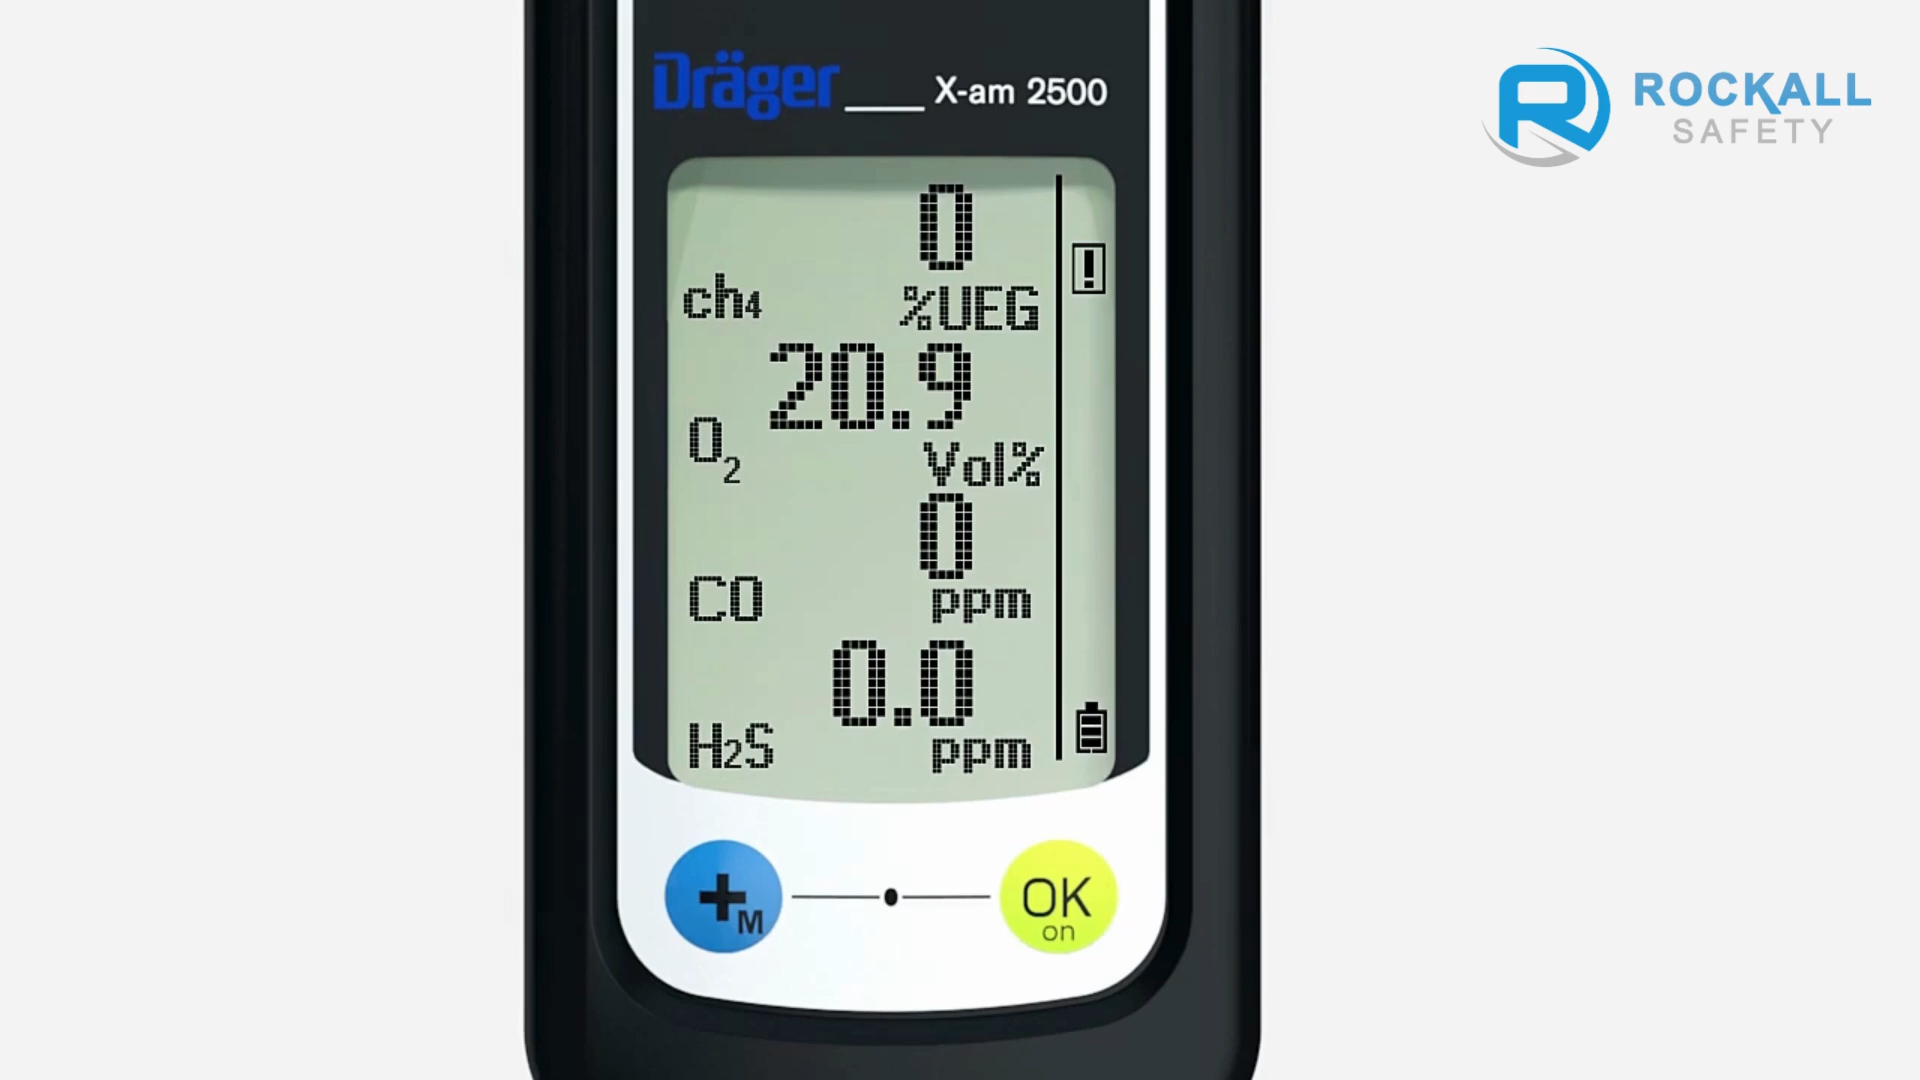 Dräger X-am 2500
ROCKALL
SAFETY
0
ch4 %UEG
20.9
O2 Vol%
0
CO ppm
0.0
H2S ppm
+M
OK
on